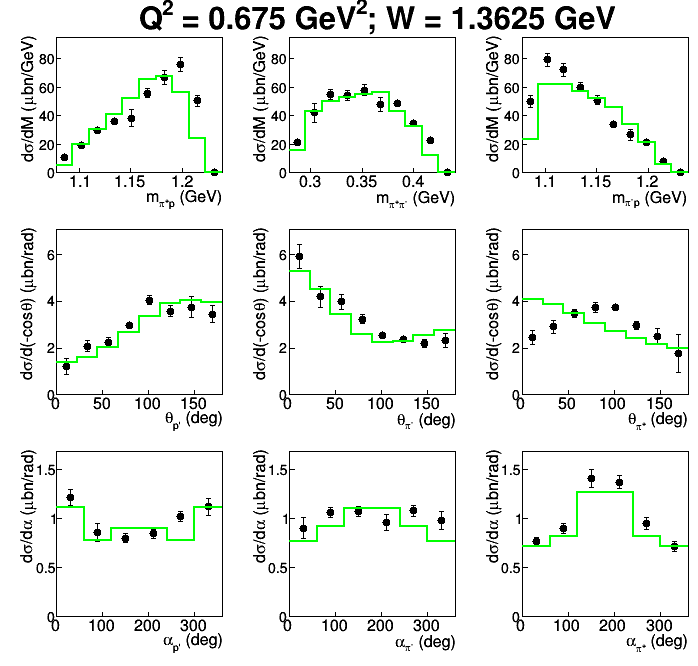 Q² = 0.675 GeV²; W = 1.3625 GeV
dσ/dM (μbn/GeV)
80
60
40
20
0
1.1 1.15 1.2
m_π⁺p (GeV)
dσ/dM (μbn/GeV)
80
60
40
20
0
0.3 0.35 0.4
m_π⁺π⁻ (GeV)
dσ/dM (μbn/GeV)
80
60
40
20
0
1.1 1.15 1.2
m_π⁻p (GeV)
dσ/d(-cosθ) (μbn/rad)
6
4
2
0
0 50 100 150
θ_p' (deg)
dσ/d(-cosθ) (μbn/rad)
6
4
2
0
0 50 100 150
θ_π⁻ (deg)
dσ/d(-cosθ) (μbn/rad)
6
4
2
0
0 50 100 150
θ_π⁺ (deg)
dσ/dα (μbn/rad)
1.5
1
0.5
0
0 100 200 300
α_p' (deg)
dσ/dα (μbn/rad)
1.5
1
0.5
0
0 100 200 300
α_π⁻ (deg)
dσ/dα (μbn/rad)
1.5
1
0.5
0
0 100 200 300
α_π⁺ (deg)